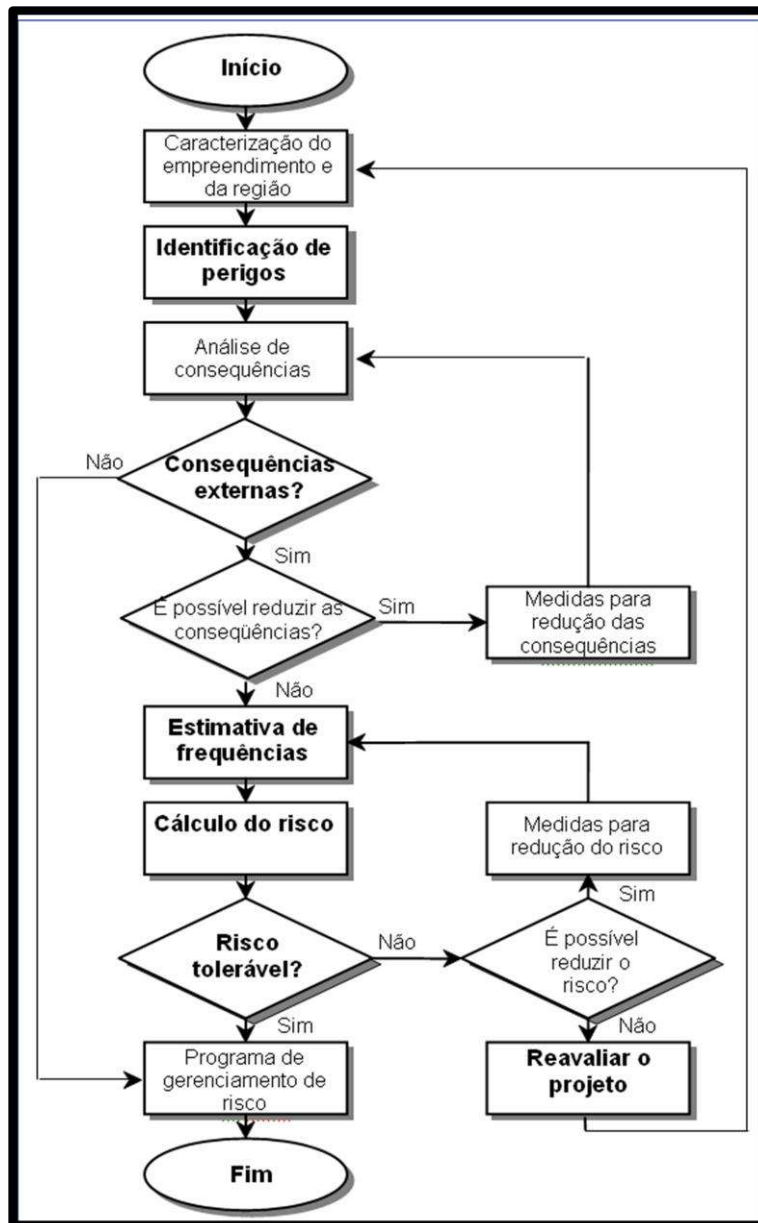 Início
Caracterização do
empreendimento e
da região
Identificação de
perigos
Análise de
consequências
Não
Consequências
externas?
Sim
É possível reduzir as
conseqüências?
Sim
Medidas para
redução das
consequências
Não
Estimativa de
frequências
Cálculo do risco
Medidas para
redução do risco
Sim
Risco
tolerável?
Não
É possível
reduzir o
risco?
Sim
Não
Programa de
gerenciamento de
risco
Reavaliar o
projeto
Fim